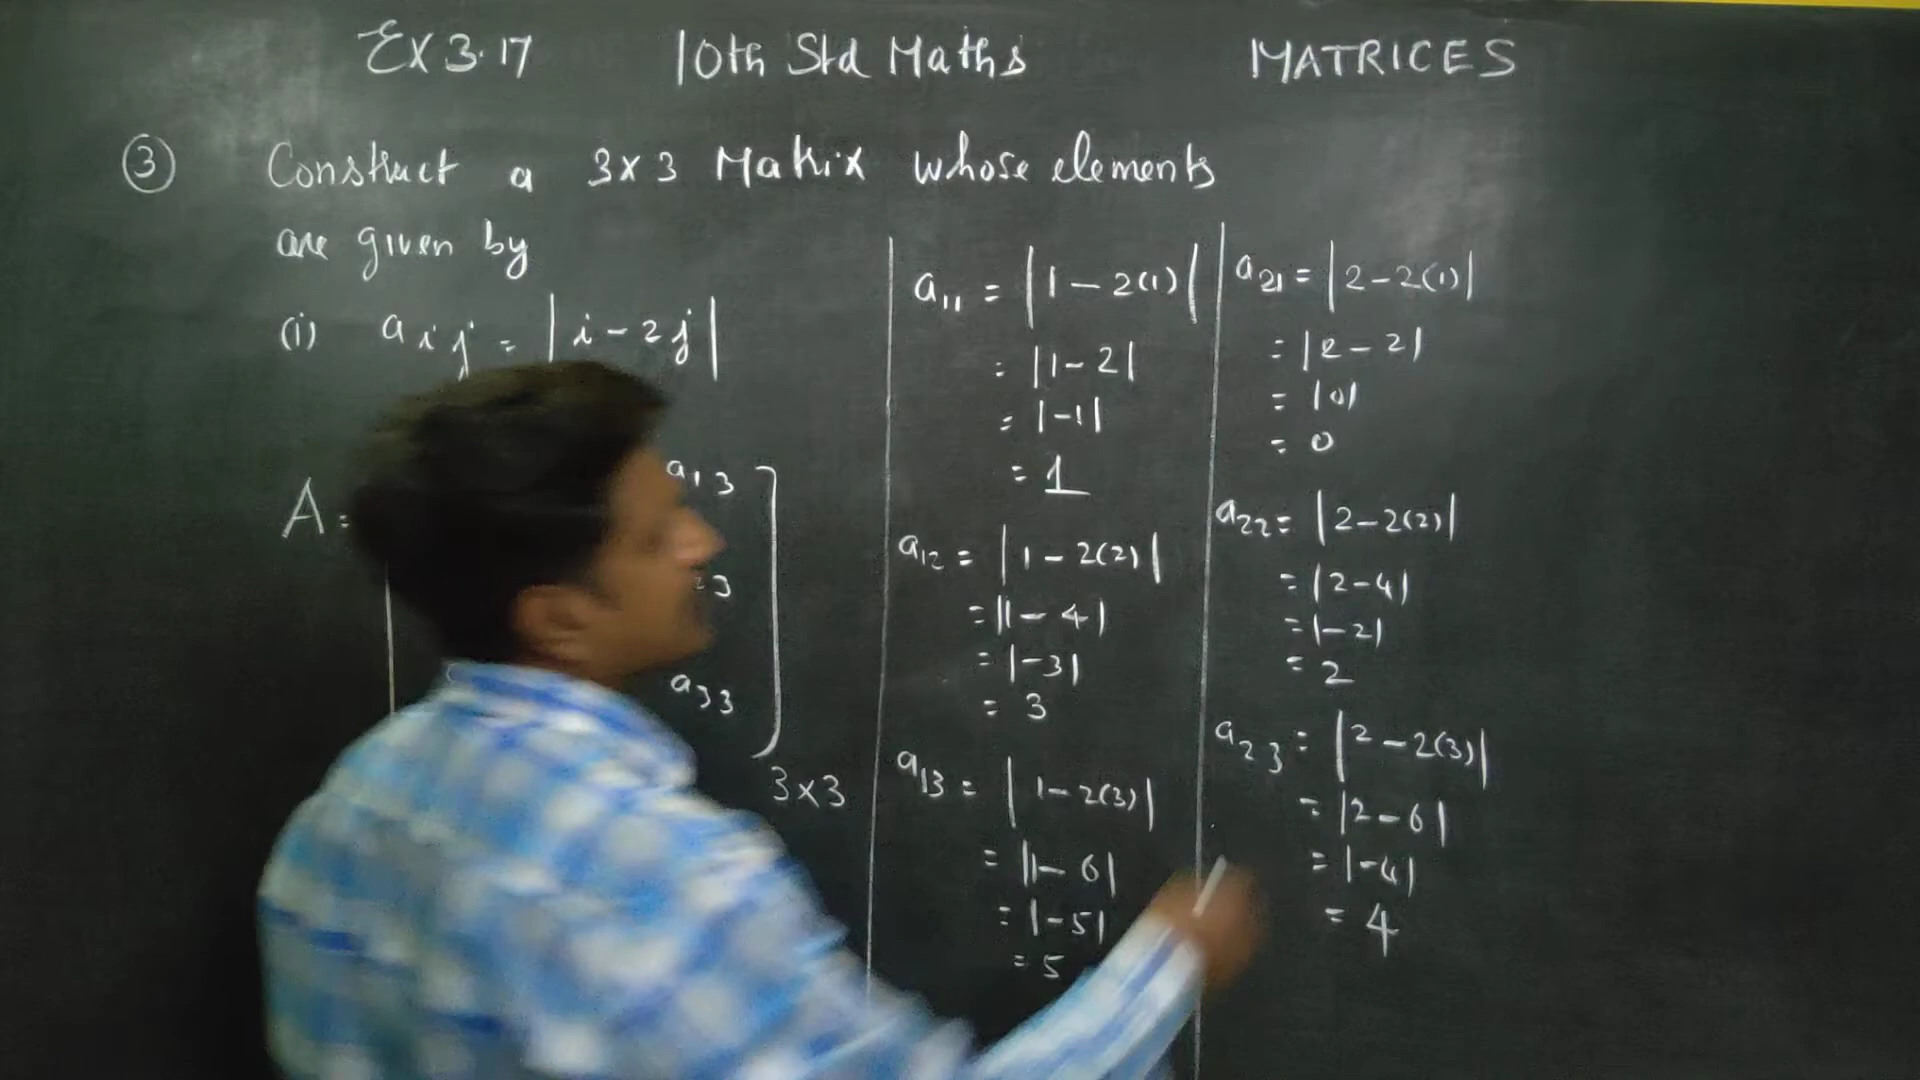 Ex 3.17 10th Std Maths MATRICES
③ Construct a 3x3 Matrix whose elements
are given by
(i) aij = |i-2j|
A =
a13
3
a33
3x3
a11 = |1-2(1)|
= |1-2|
= |-1|
= 1
a12 = |1-2(2)|
= |1-4|
= |-3|
= 3
a13 = |1-2(3)|
= |1-6|
= |-5|
= 5
a21 = |2-2(1)|
= |2-2|
= |0|
= 0
a22 = |2-2(2)|
= |2-4|
= |-2|
= 2
a23 = |2-2(3)|
= |2-6|
= |-4|
= 4